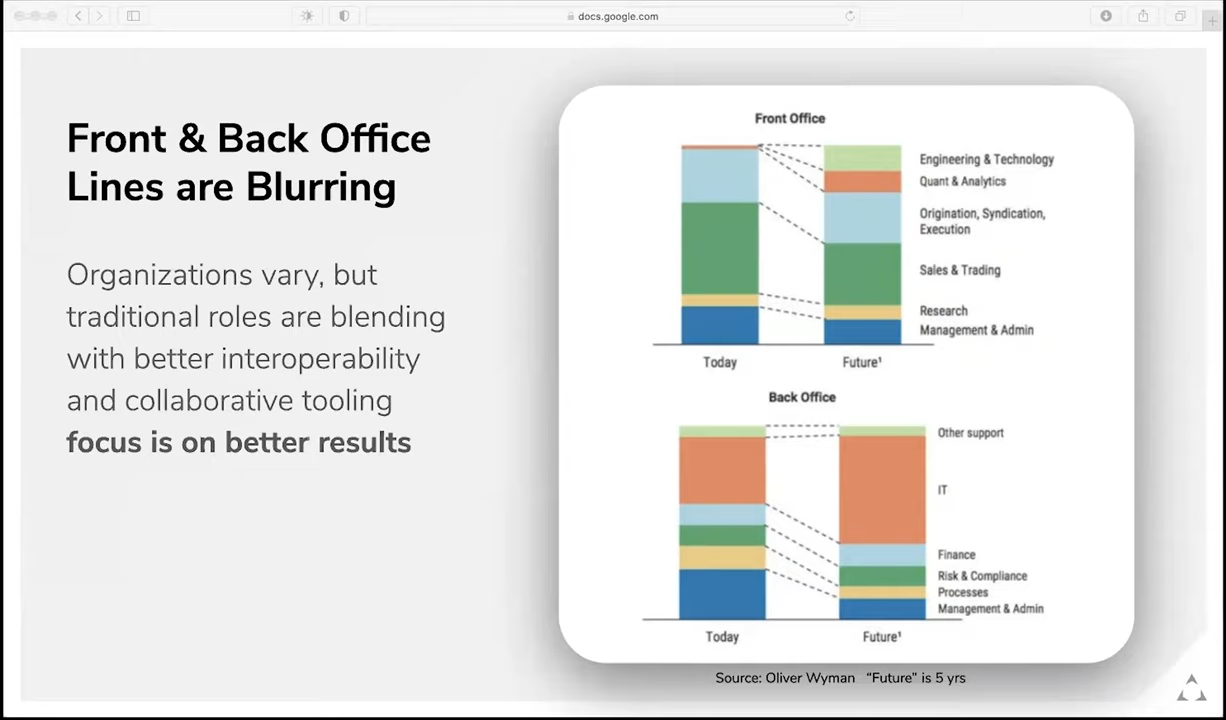 docs.google.com
Front & Back Office
Lines are Blurring
Organizations vary, but
traditional roles are blending
with better interoperability
and collaborative tooling
focus is on better results
Front Office
Engineering & Technology
Quant & Analytics
Origination, Syndication,
Execution
Sales & Trading
Research
Management & Admin
Today
Future¹
Back Office
Other support
IT
Finance
Risk & Compliance
Processes
Management & Admin
Today
Future¹
Source: Oliver Wyman “Future” is 5 yrs